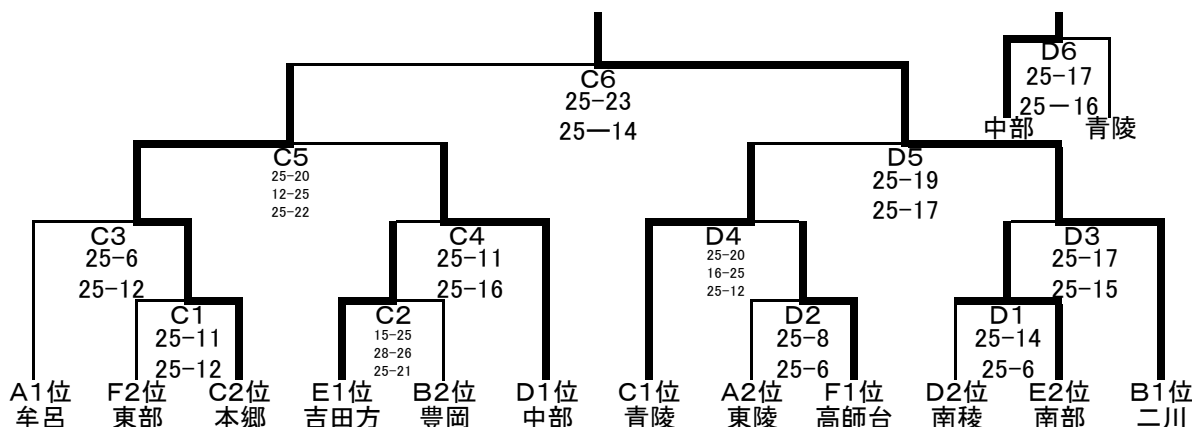 C6
25-23
25―14
D6
25-17
25―16
中部 青陵
C5
25-20
12-25
25-22
D5
25-19
25-17
C3
25-6
25-12
C4
25-11
25-16
D4
25-20
16-25
25-12
D3
25-17
25-15
C1
25-11
25-12
C2
15-25
28-26
25-21
D2
25-8
25-6
D1
25-14
25-6
A1位 F2位 C2位 E1位 B2位 D1位 C1位 A2位 F1位 D2位 E2位 B1位
牟呂 東部 本郷 吉田方 豊岡 中部 青陵 東陵 高師台 南稜 南部 二川